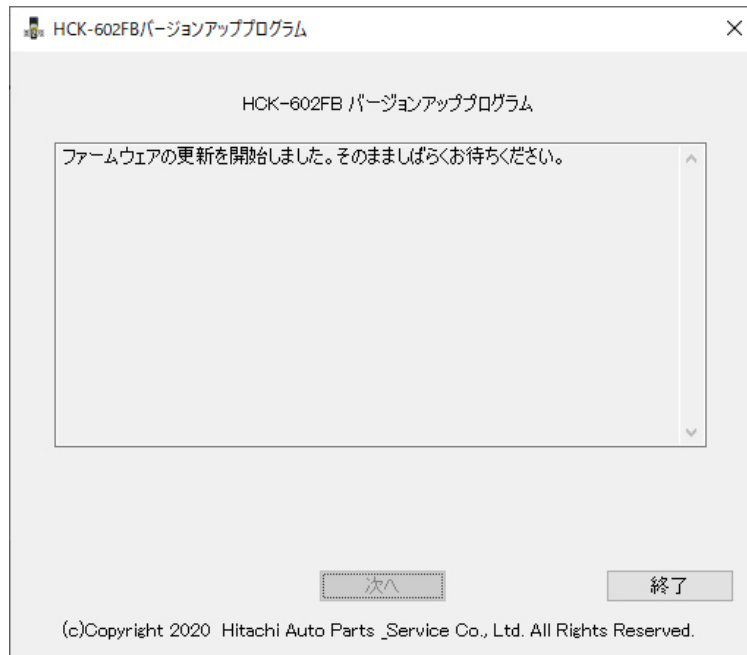 HCK-602FBバージョンアッププログラム
HCK-602FB バージョンアッププログラム
ファームウェアの更新を開始しました。そのまましばらくお待ちください。
次へ
終了
(c)Copyright 2020 Hitachi Auto Parts _Service Co., Ltd. All Rights Reserved.